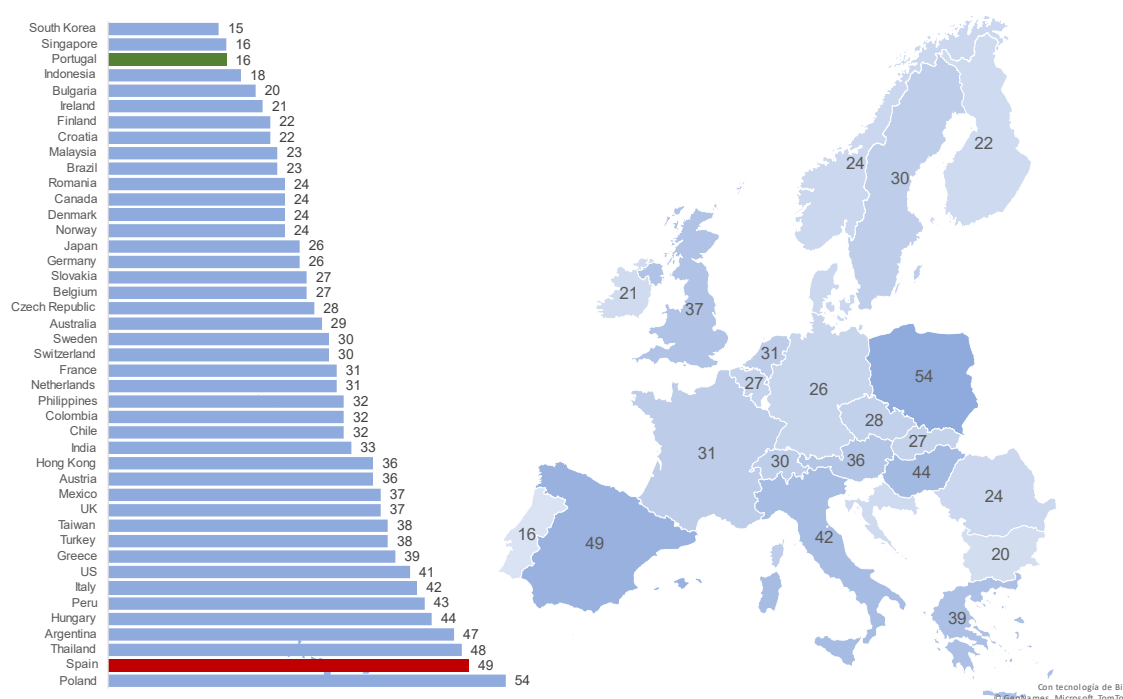 South Korea 15
Singapore 16
Portugal 16
Indonesia 18
Bulgaria 20
Ireland 21
Finland 22
Croatia 22
Malaysia 23
Brazil 23
Romania 24
Canada 24
Denmark 24
Norway 24
Japan 26
Germany 26
Slovakia 27
Belgium 27
Czech Republic 28
Australia 29
Sweden 30
Switzerland 30
France 31
Netherlands 31
Philippines 32
Colombia 32
Chile 32
India 33
Hong Kong 36
Austria 36
Mexico 37
UK 37
Taiwan 38
Turkey 38
Greece 39
US 41
Italy 42
Peru 43
Hungary 44
Argentina 47
Thailand 48
Spain 49
Poland 54
22
24
30
21
37
31
54
27
26
28
27
31
30
36
44
24
16
49
42
20
39
Con tecnología de Bi
© GeoNames, Microsoft, TomTo